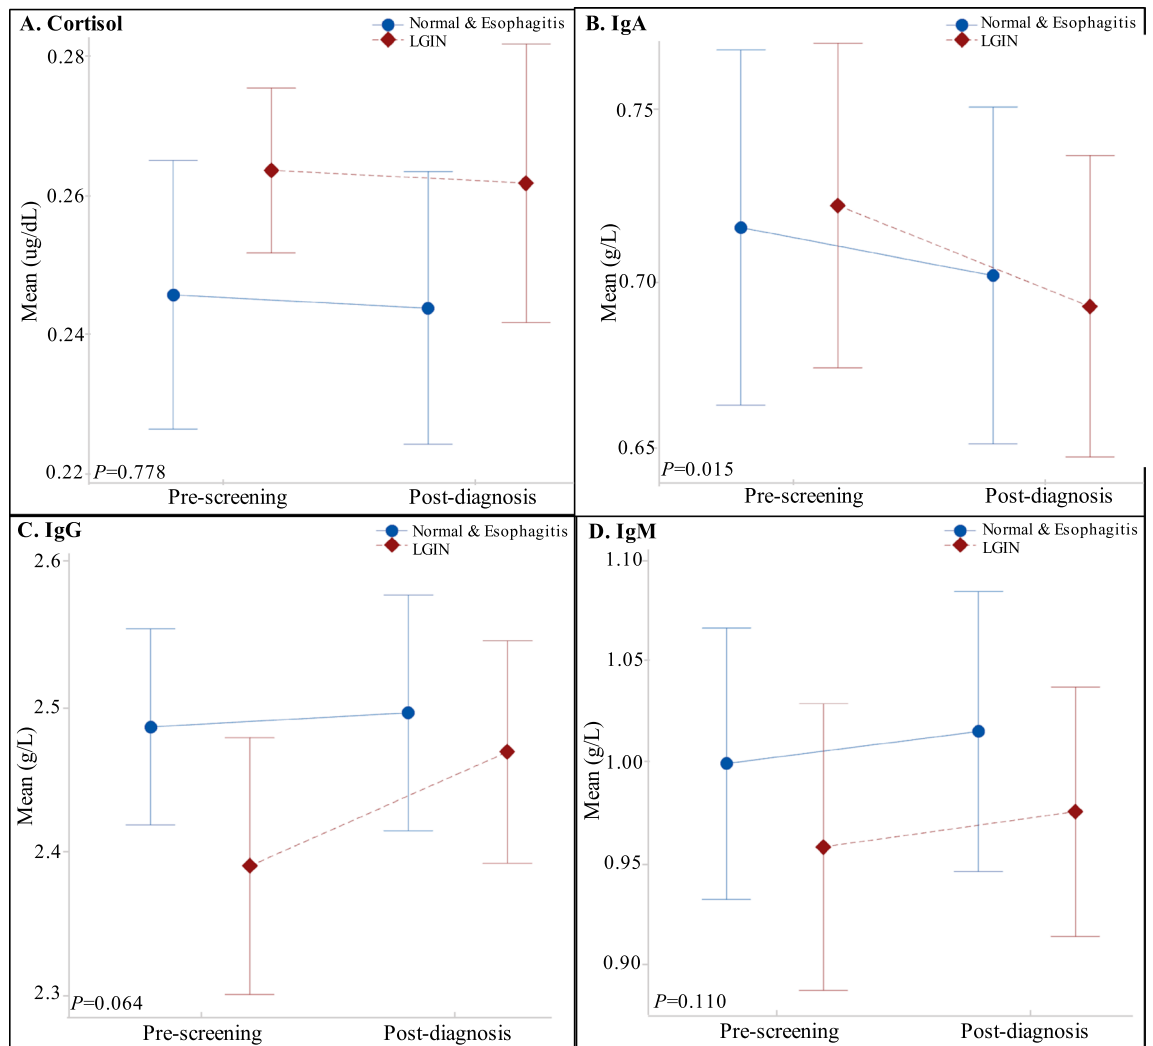 A. Cortisol
Normal & Esophagitis
LGIN
0.28
0.26
0.24
0.22
Mean (ug/dL)
P=0.778
Pre-screening Post-diagnosis
B. IgA
Normal & Esophagitis
LGIN
0.75
0.70
0.65
Mean (g/L)
P=0.015
Pre-screening Post-diagnosis
C. IgG
Normal & Esophagitis
LGIN
2.6
2.5
2.4
2.3
Mean (g/L)
P=0.064
Pre-screening Post-diagnosis
D. IgM
Normal & Esophagitis
LGIN
1.10
1.05
1.00
0.95
0.90
Mean (g/L)
P=0.110
Pre-screening Post-diagnosis